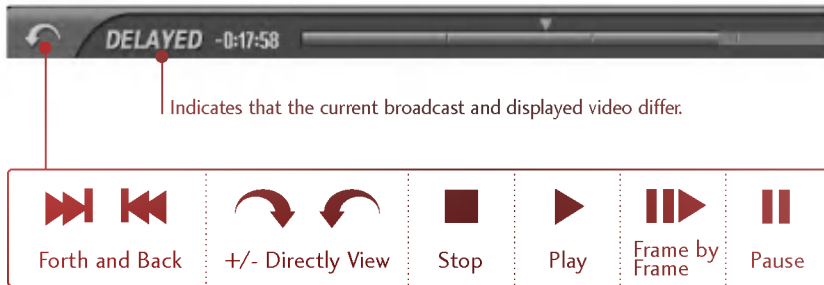 DELAYED -0:17:58
Indicates that the current broadcast and displayed video differ.
Forth and Back
+/- Directly View
Stop
Play
Frame by
Frame
Pause